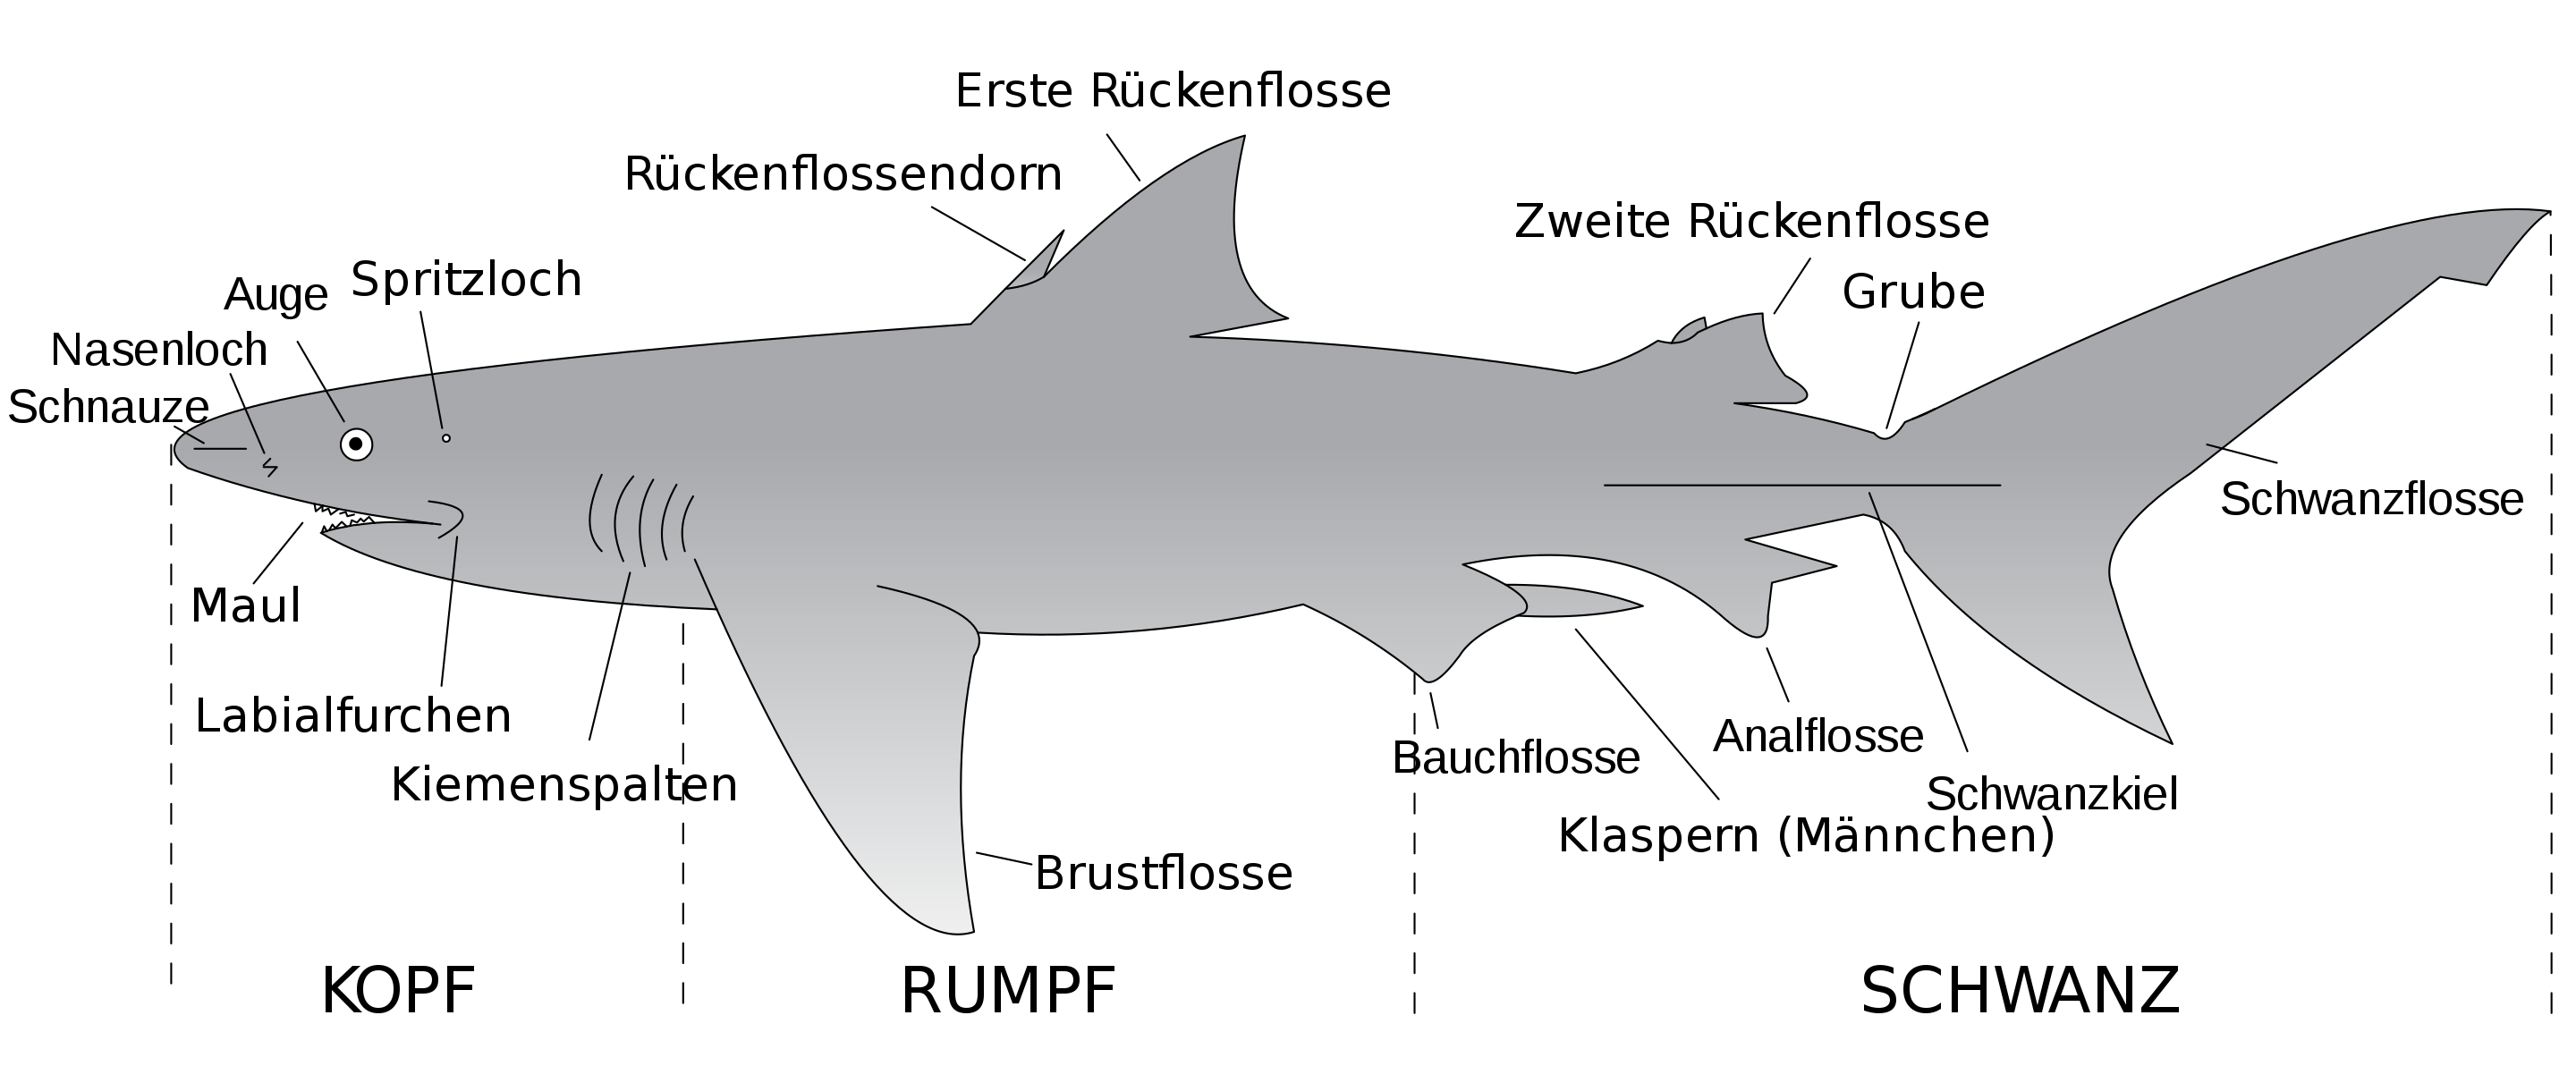 Erste Rückenflosse
Rückenflossendorn
Zweite Rückenflosse
Auge
Spritzloch
Grube
Nasenloch
Schnauze
Schwanzflosse
Maul
Labialfurchen
Kiemenspalten
Bauchflosse
Analflosse
Schwanzkiel
Klaspern (Männchen)
Brustflosse
KOPF
RUMPF
SCHWANZ